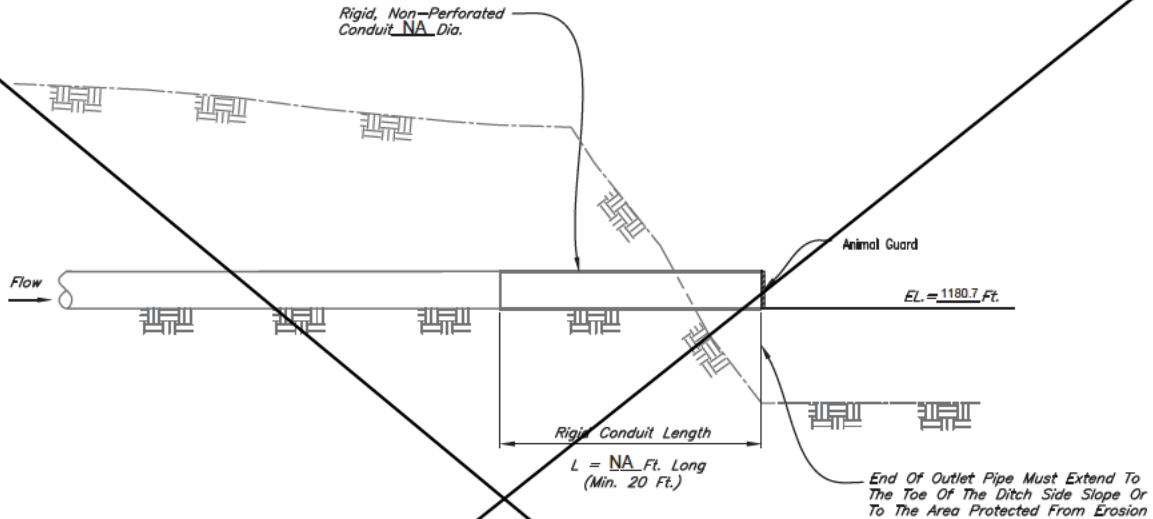 Rigid, Non-Perforated
Conduit NA Dia.
Animal Guard
Flow
EL.= 1180.7 Ft.
Rigid Conduit Length
L = NA Ft. Long
(Min. 20 Ft.)
End Of Outlet Pipe Must Extend To
The Toe Of The Ditch Side Slope Or
To The Area Protected From Erosion